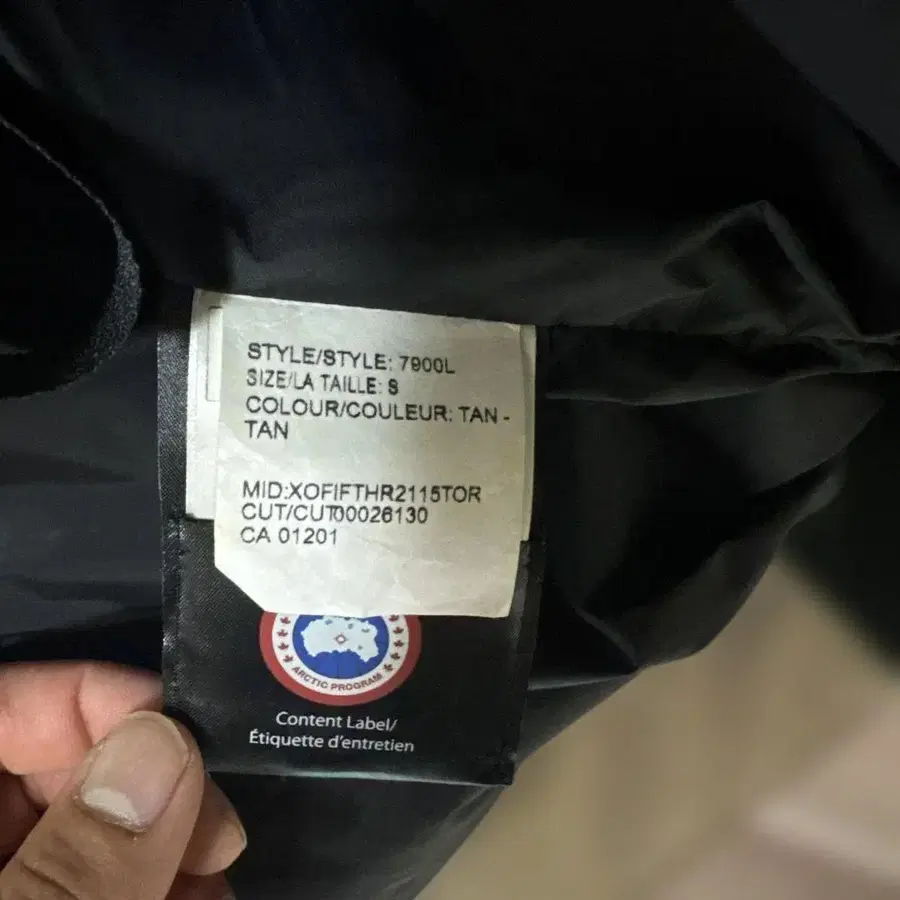 STYLE/STYLE: 7900L
SIZE/LA TAILLE: S
COLOUR/COULEUR: TAN -
TAN
MID:XOFIFTHR2115TOR
CUT/CUT00026130
CA 01201
ARCTIC PROGRAM
Content Label/
Étiquette d'entretien